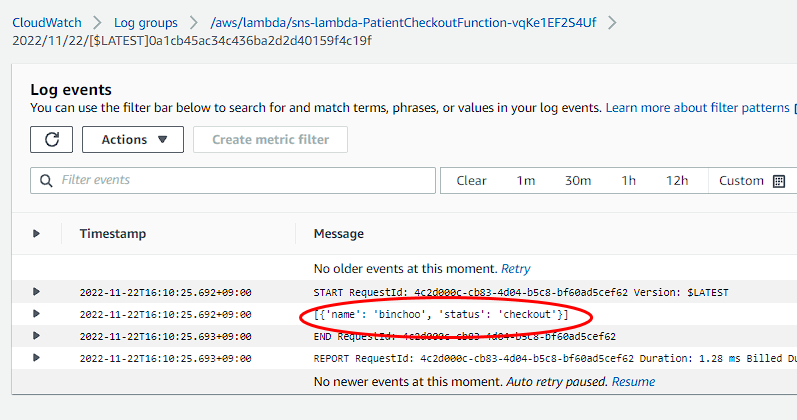 CloudWatch > Log groups > /aws/lambda/sns-lambda-PatientCheckoutFunction-vqKe1EF2S4Uf >
2022/11/22/[$LATEST]0a1cb45ac34c436ba2d2d40159f4c19f
Log events
You can use the filter bar below to search for and match terms, phrases, or values in your log events. Learn more about filter patterns
Actions ▼ Create metric filter
Filter events Clear 1m 30m 1h 12h Custom
Timestamp Message
No older events at this moment. Retry
2022-11-22T16:10:25.692+09:00 START RequestId: 4c2d000c-cb83-4d04-b5c8-bf60ad5cef62 Version: $LATEST
2022-11-22T16:10:25.692+09:00 [{'name': 'binchoo', 'status': 'checkout'}]
2022-11-22T16:10:25.693+09:00 END RequestId: 4c2d000c-cb83-4d04-b5c8-bf60ad5cef62
2022-11-22T16:10:25.693+09:00 REPORT RequestId: 4c2d000c-cb83-4d04-b5c8-bf60ad5cef62 Duration: 1.28 ms Billed Du
No newer events at this moment. Auto retry paused. Resume